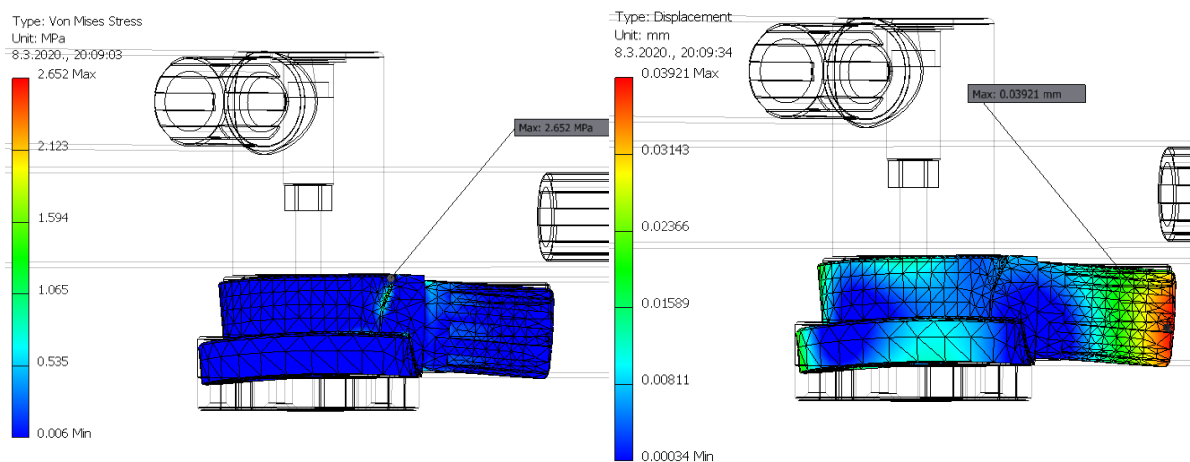 Type: Von Mises Stress
Unit: MPa
8.3.2020., 20:09:03
2.652 Max
2.123
1.594
1.065
0.535
0.006 Min
Max: 2.652 MPa
Type: Displacement
Unit: mm
8.3.2020., 20:09:34
0.03921 Max
0.03143
0.02366
0.01589
0.00811
0.00034 Min
Max: 0.03921 mm